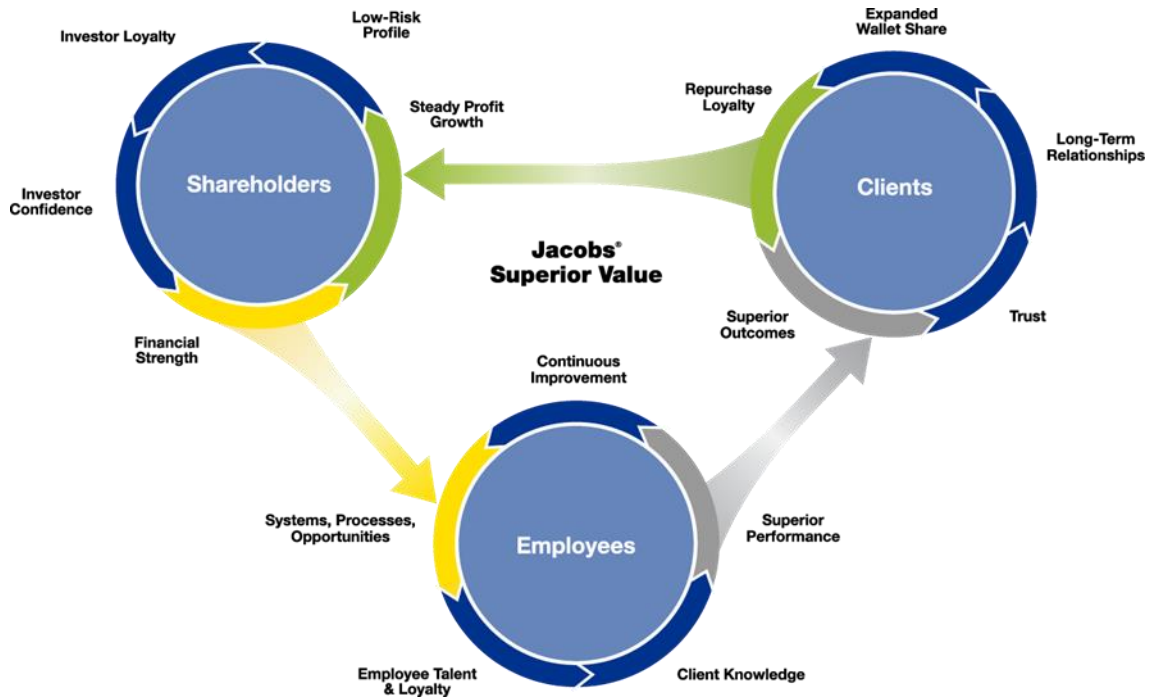 Low-Risk
Profile
Investor Loyalty
Steady Profit
Growth
Shareholders
Investor
Confidence
Financial
Strength
Expanded
Wallet Share
Repurchase
Loyalty
Long-Term
Relationships
Clients
Superior
Outcomes
Trust
Jacobs®
Superior Value
Continuous
Improvement
Systems, Processes,
Opportunities
Employees
Superior
Performance
Employee Talent
& Loyalty
Client Knowledge